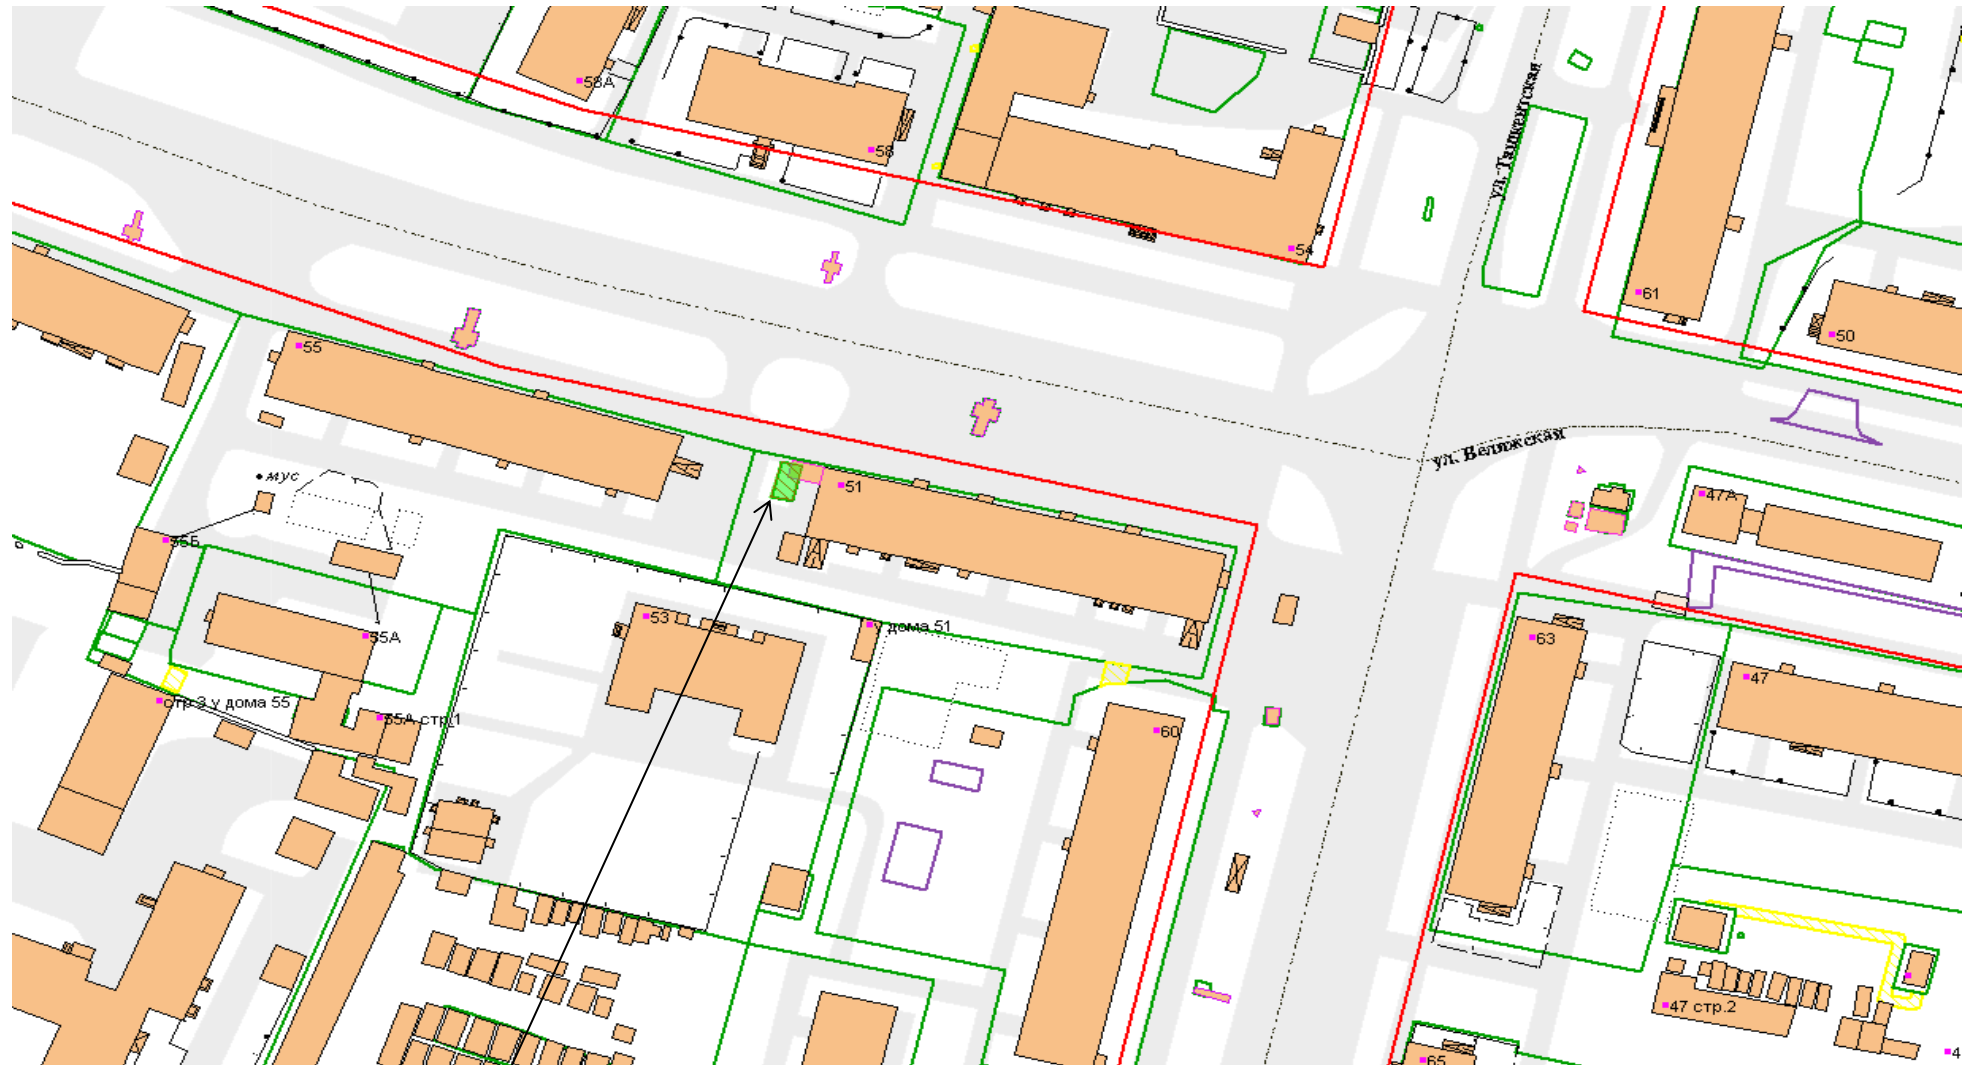 58А
58
ул. Ташкентская
54
61
50
55
ул. Велижская
51
47А
мус
55Б
53
у дома 51
55А
63
47
стр.3 у дома 55
55А стр.1
60
47 стр.2
65
4